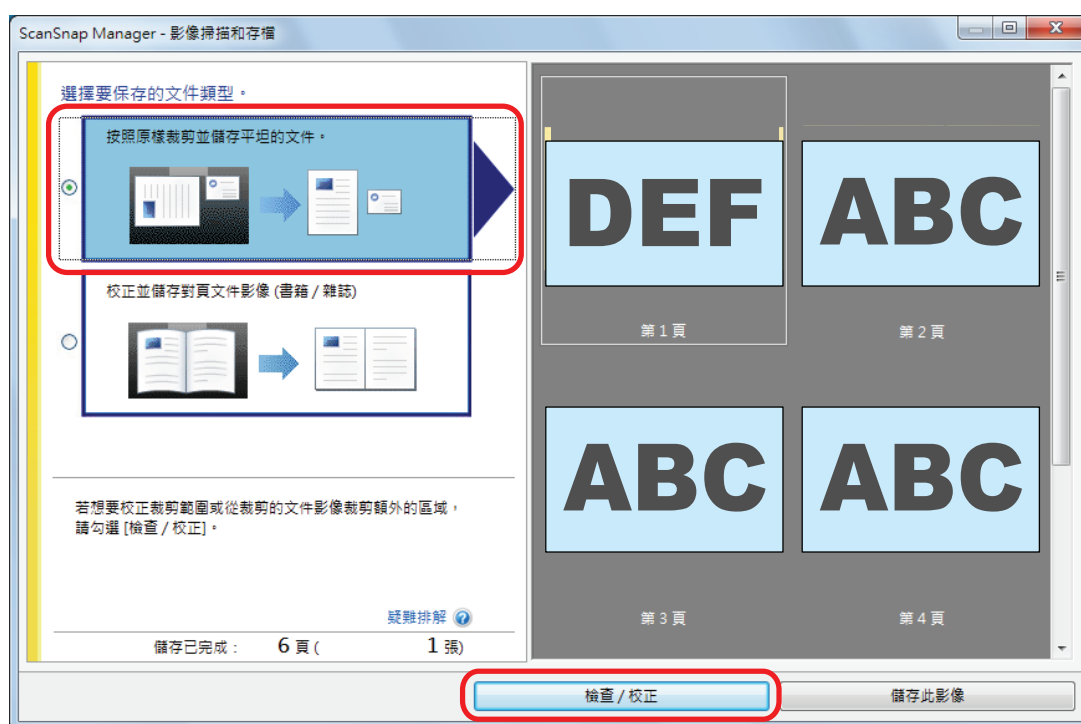 ScanSnap Manager - 影像掃描和存檔
選擇要保存的文件類型。
按照原樣裁剪並儲存平坦的文件。
校正並儲存對頁文件影像 (書籍 / 雜誌)
若想要校正裁剪範圍或從裁剪的文件影像裁剪額外的區域，
請勾選 [檢查 / 校正]。
疑難排解
儲存已完成： 6 頁 ( 1 張)
DEF
第 1 頁
ABC
第 2 頁
ABC
第 3 頁
ABC
第 4 頁
檢查 / 校正
儲存此影像